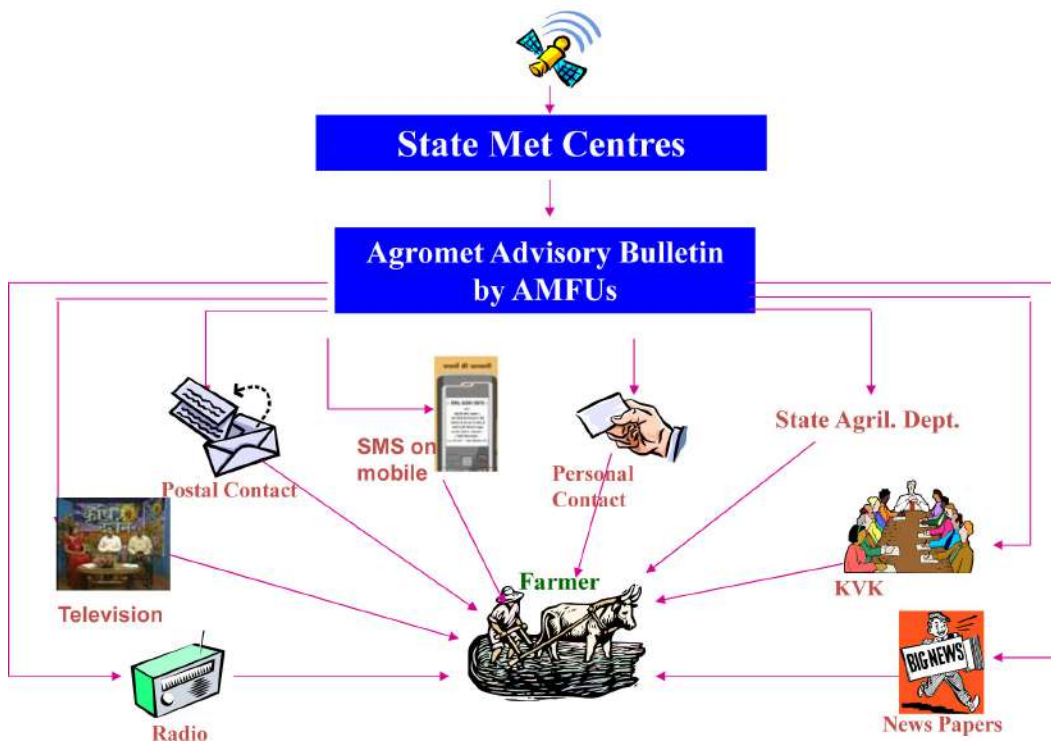 State Met Centres
Agromet Advisory Bulletin
by AMFUs
SMS on
mobile
State Agril. Dept.
Postal Contact
Personal
Contact
Farmer
KVK
Television
BIG NEWS
Radio
News Papers